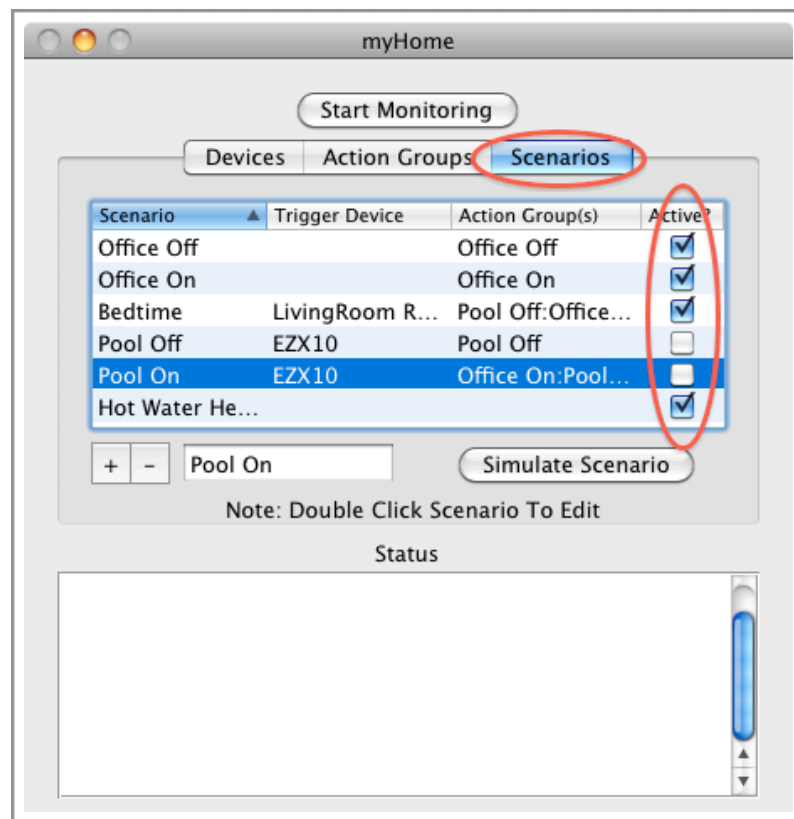 myHome
Start Monitoring
Devices Action Groups Scenarios
Scenario Trigger Device Action Group(s) Active?
Office Off Office Off
Office On Office On
Bedtime LivingRoom R... Pool Off:Office...
Pool Off EZX10 Pool Off
Pool On EZX10 Office On:Pool...
Hot Water He...
+ - Pool On Simulate Scenario
Note: Double Click Scenario To Edit
Status